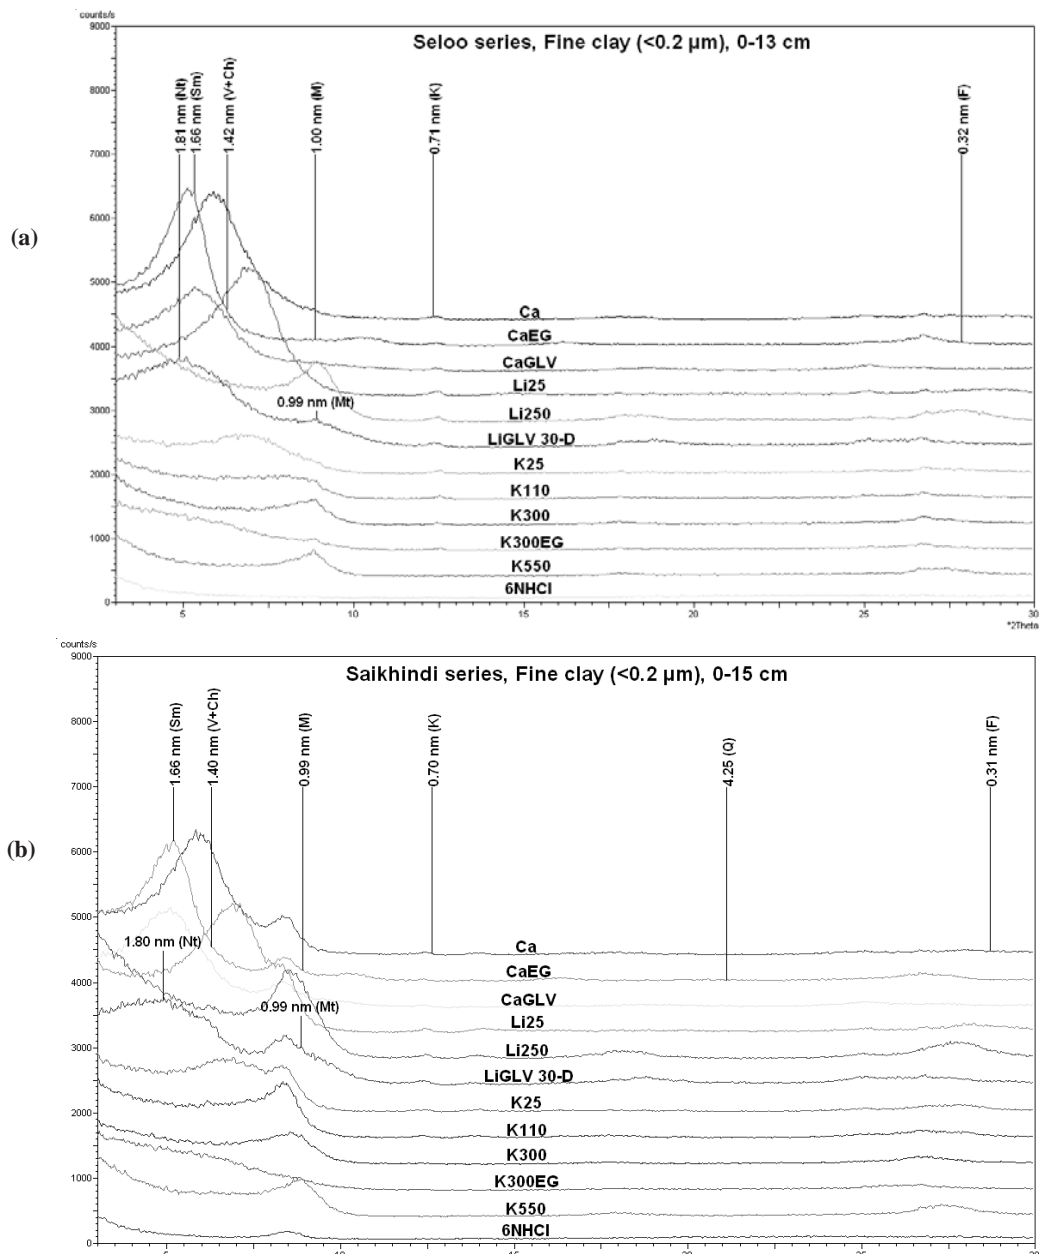 counts/s
9000
Seloo series, Fine clay (<0.2 µm), 0-13 cm
8000
1.81 nm (Nt)
1.66 nm (Sm)
1.42 nm (V+Ch)
1.00 nm (M)
0.71 nm (K)
0.32 nm (F)
7000
(a)
6000
5000
Ca
CaEG
4000
CaGLV
Li25
0.99 nm (Mt)
3000
Li250
LiGLV 30-D
K25
2000
K110
K300
1000
K300EG
K550
6NHCl
0
5
10
15
20
25
30
°2Theta
counts/s
9000
Saikhindi series, Fine clay (<0.2 µm), 0-15 cm
8000
1.66 nm (Sm)
1.40 nm (V+Ch)
0.99 nm (M)
0.70 nm (K)
4.25 (Q)
0.31 nm (F)
7000
(b)
6000
5000
1.80 nm (Nt)
Ca
CaEG
4000
CaGLV
0.99 nm (Mt)
Li25
Li250
3000
LiGLV 30-D
K25
2000
K110
K300
K300EG
1000
K550
6NHCl
0